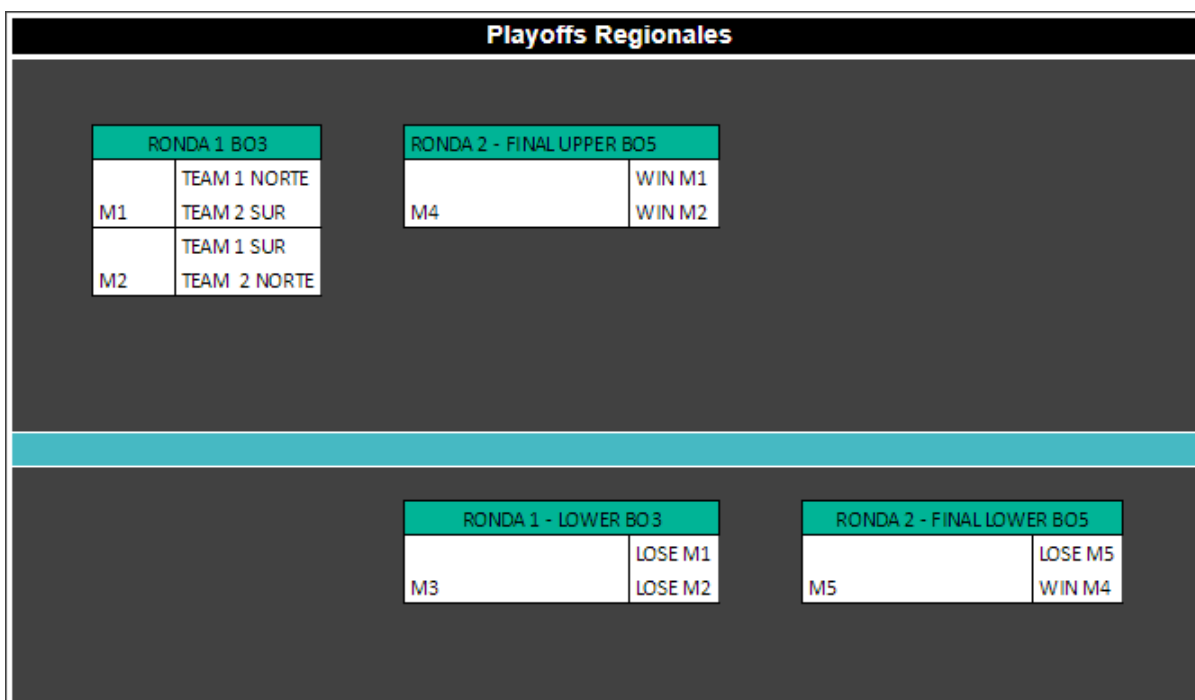 Playoffs Regionales
RONDA 1 BO3
TEAM 1 NORTE
M1 TEAM 2 SUR
TEAM 1 SUR
M2 TEAM 2 NORTE
RONDA 2 - FINAL UPPER BO5
WIN M1
M4 WIN M2
RONDA 1 - LOWER BO3
LOSE M1
M3 LOSE M2
RONDA 2 - FINAL LOWER BO5
LOSE M5
M5 WIN M4